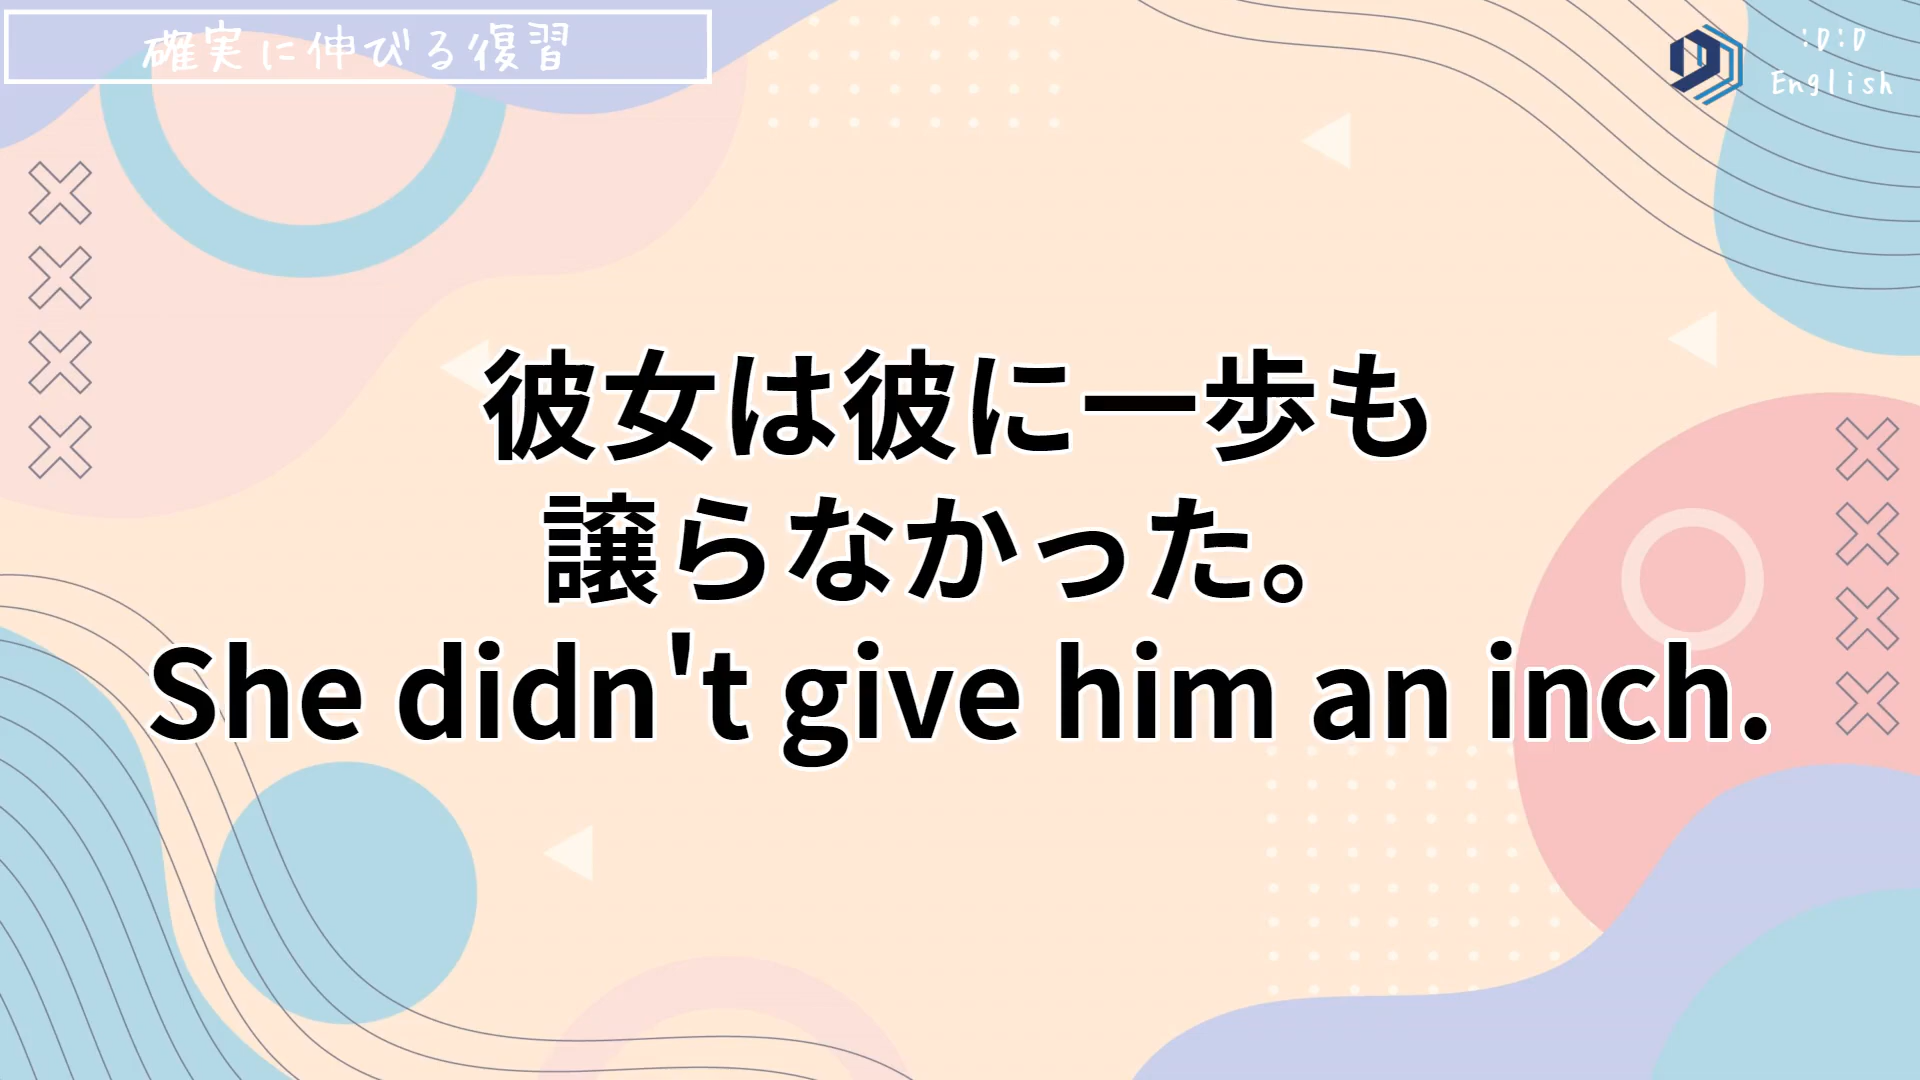 確実に伸びる復習
:D:D
English
彼女は彼に一歩も
譲らなかった。
She didn't give him an inch.